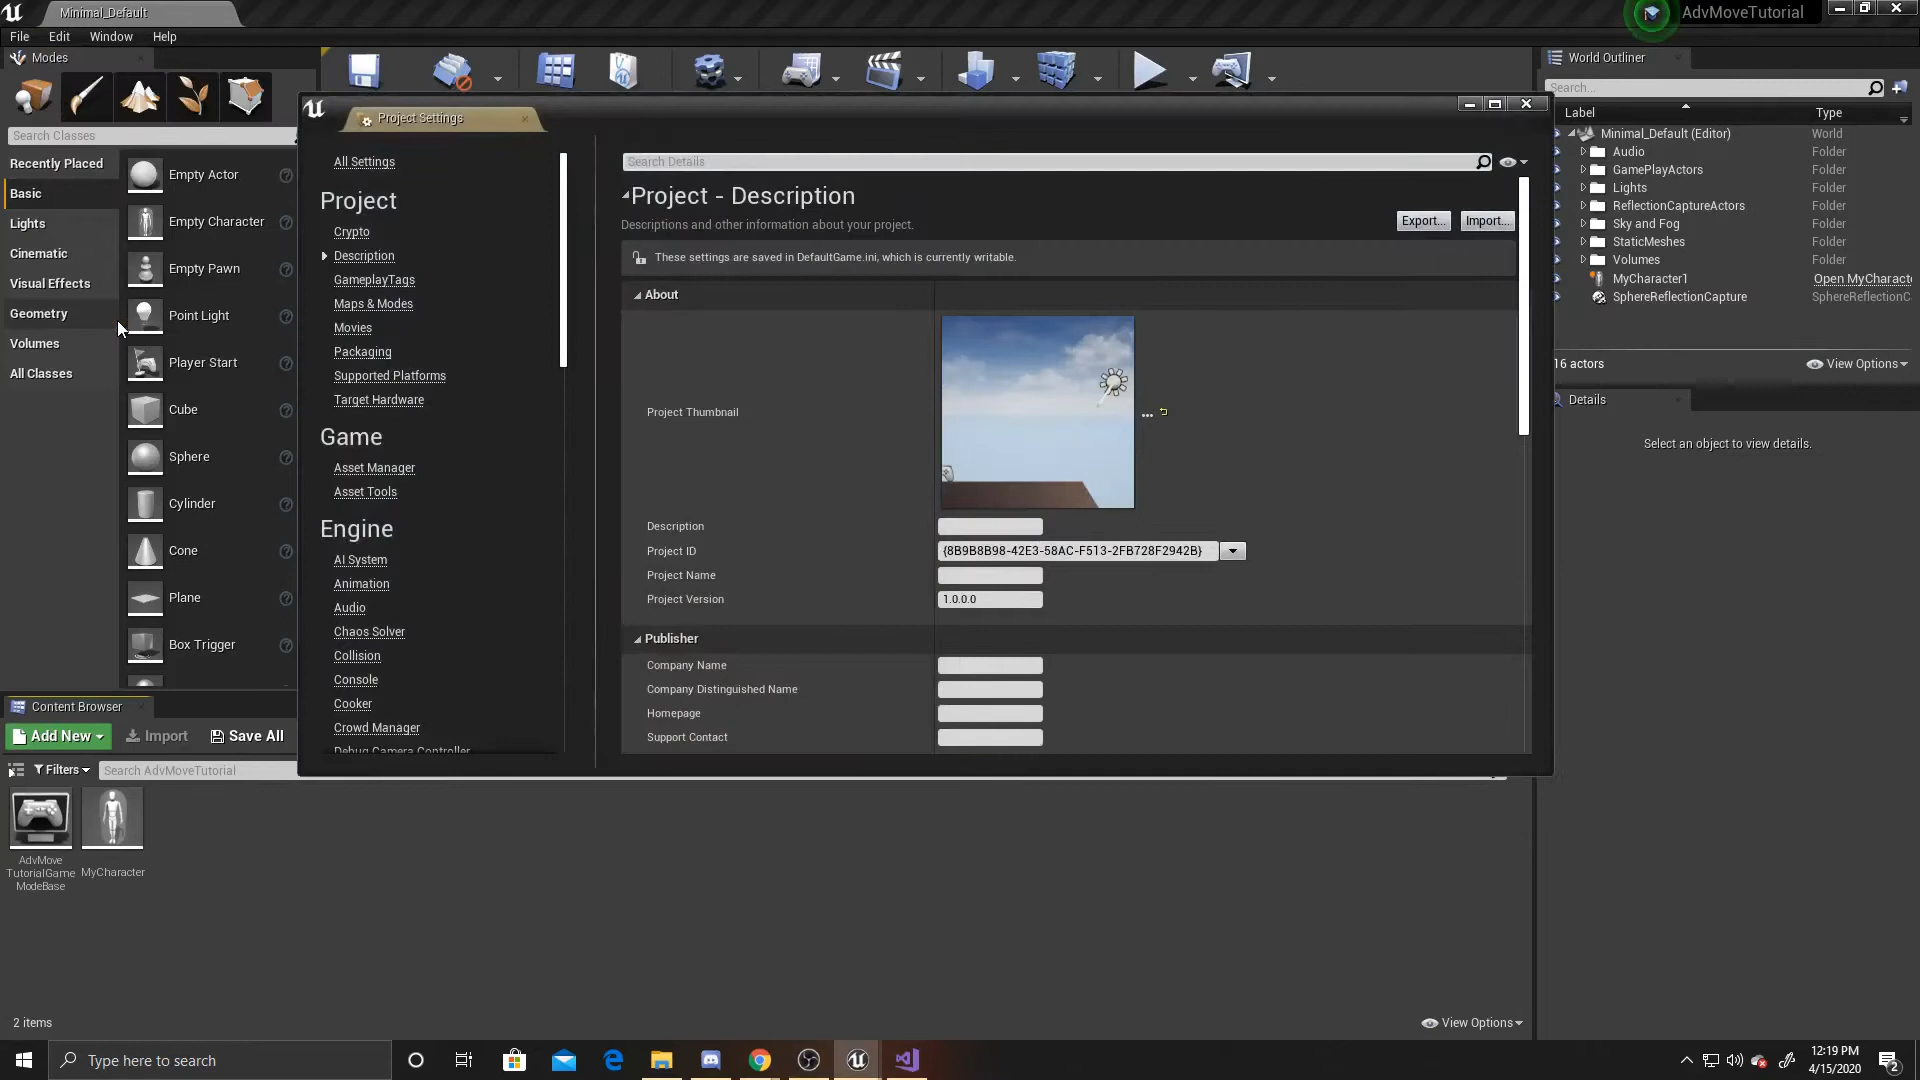 Minimal_Default
AdvMoveTutorial
File Edit Window Help
Modes
Search Classes
Recently Placed
Basic
Lights
Cinematic
Visual Effects
Geometry
Volumes
All Classes
Empty Actor
Empty Character
Empty Pawn
Point Light
Player Start
Cube
Sphere
Cylinder
Cone
Plane
Box Trigger
Project Settings
All Settings
Project
Crypto
Description
GameplayTags
Maps & Modes
Movies
Packaging
Supported Platforms
Target Hardware
Game
Asset Manager
Asset Tools
Engine
AI System
Animation
Audio
Chaos Solver
Collision
Console
Cooker
Crowd Manager
Debug Camera Controller
Search Details
Project - Description
Descriptions and other information about your project.
Export... Import...
These settings are saved in DefaultGame.ini, which is currently writable.
About
Project Thumbnail
Description
Project ID {8B9B8B98-42E3-58AC-F513-2FB728F2942B}
Project Name
Project Version 1.0.0.0
Publisher
Company Name
Company Distinguished Name
Homepage
Support Contact
World Outliner
Search...
Label Type
Minimal_Default (Editor) World
Audio Folder
GamePlayActors Folder
Lights Folder
ReflectionCaptureActors Folder
Sky and Fog Folder
StaticMeshes Folder
Volumes Folder
MyCharacter1 Open MyCharact
SphereReflectionCapture SphereReflectionC
16 actors View Options
Details
Select an object to view details.
Content Browser
Add New Import Save All
Filters Search AdvMoveTutorial
AdvMove
TutorialGame
ModeBase
MyCharacter
2 items View Options
Type here to search
12:19 PM
4/15/2020
2